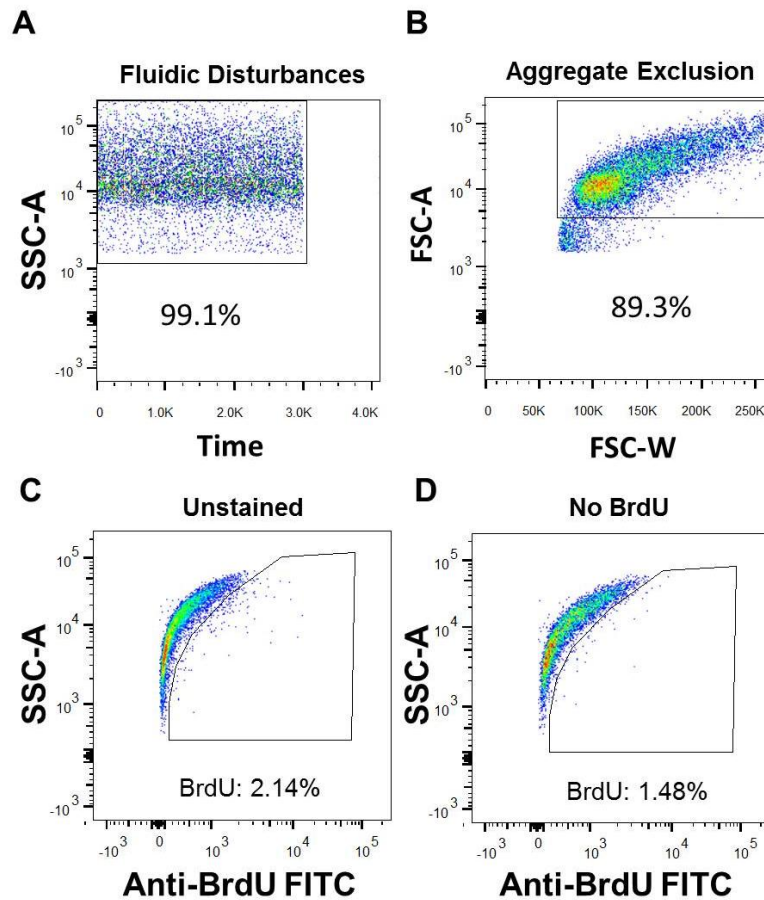 A
Fluidic Disturbances
SSC-A
10^5
10^4
10^3
-10^3
99.1%
0 1.0K 2.0K 3.0K 4.0K
Time
B
Aggregate Exclusion
FSC-A
10^5
10^4
10^3
-10^3
89.3%
0 50K 100K 150K 200K 250K
FSC-W
C
Unstained
SSC-A
10^5
10^4
10^3
-10^3
BrdU: 2.14%
-10^3 0 10^3 10^4 10^5
Anti-BrdU FITC
D
No BrdU
SSC-A
10^5
10^4
10^3
-10^3
BrdU: 1.48%
-10^3 0 10^3 10^4 10^5
Anti-BrdU FITC